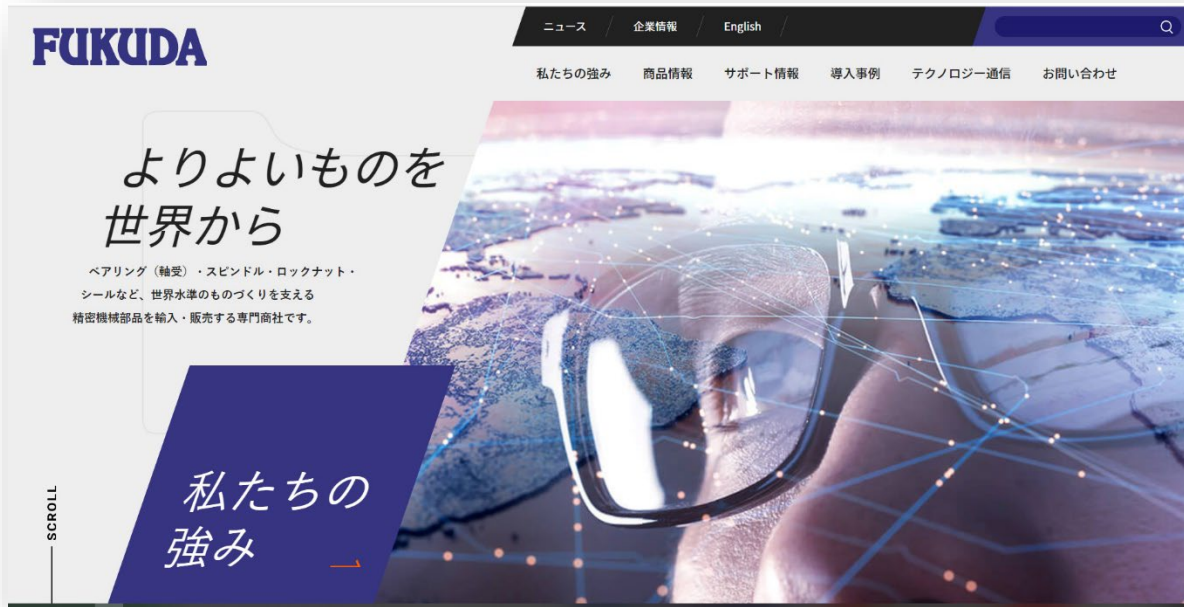 FUKUDA
ニュース
企業情報
English
私たちの強み
商品情報
サポート情報
導入事例
テクノロジー通信
お問い合わせ
よりよいものを
世界から
ベアリング（軸受）・スピンドル・ロックナット・
シールなど、世界水準のものづくりを支える
精密機械部品を輸入・販売する専門商社です。
私たちの
強み
SCROLL